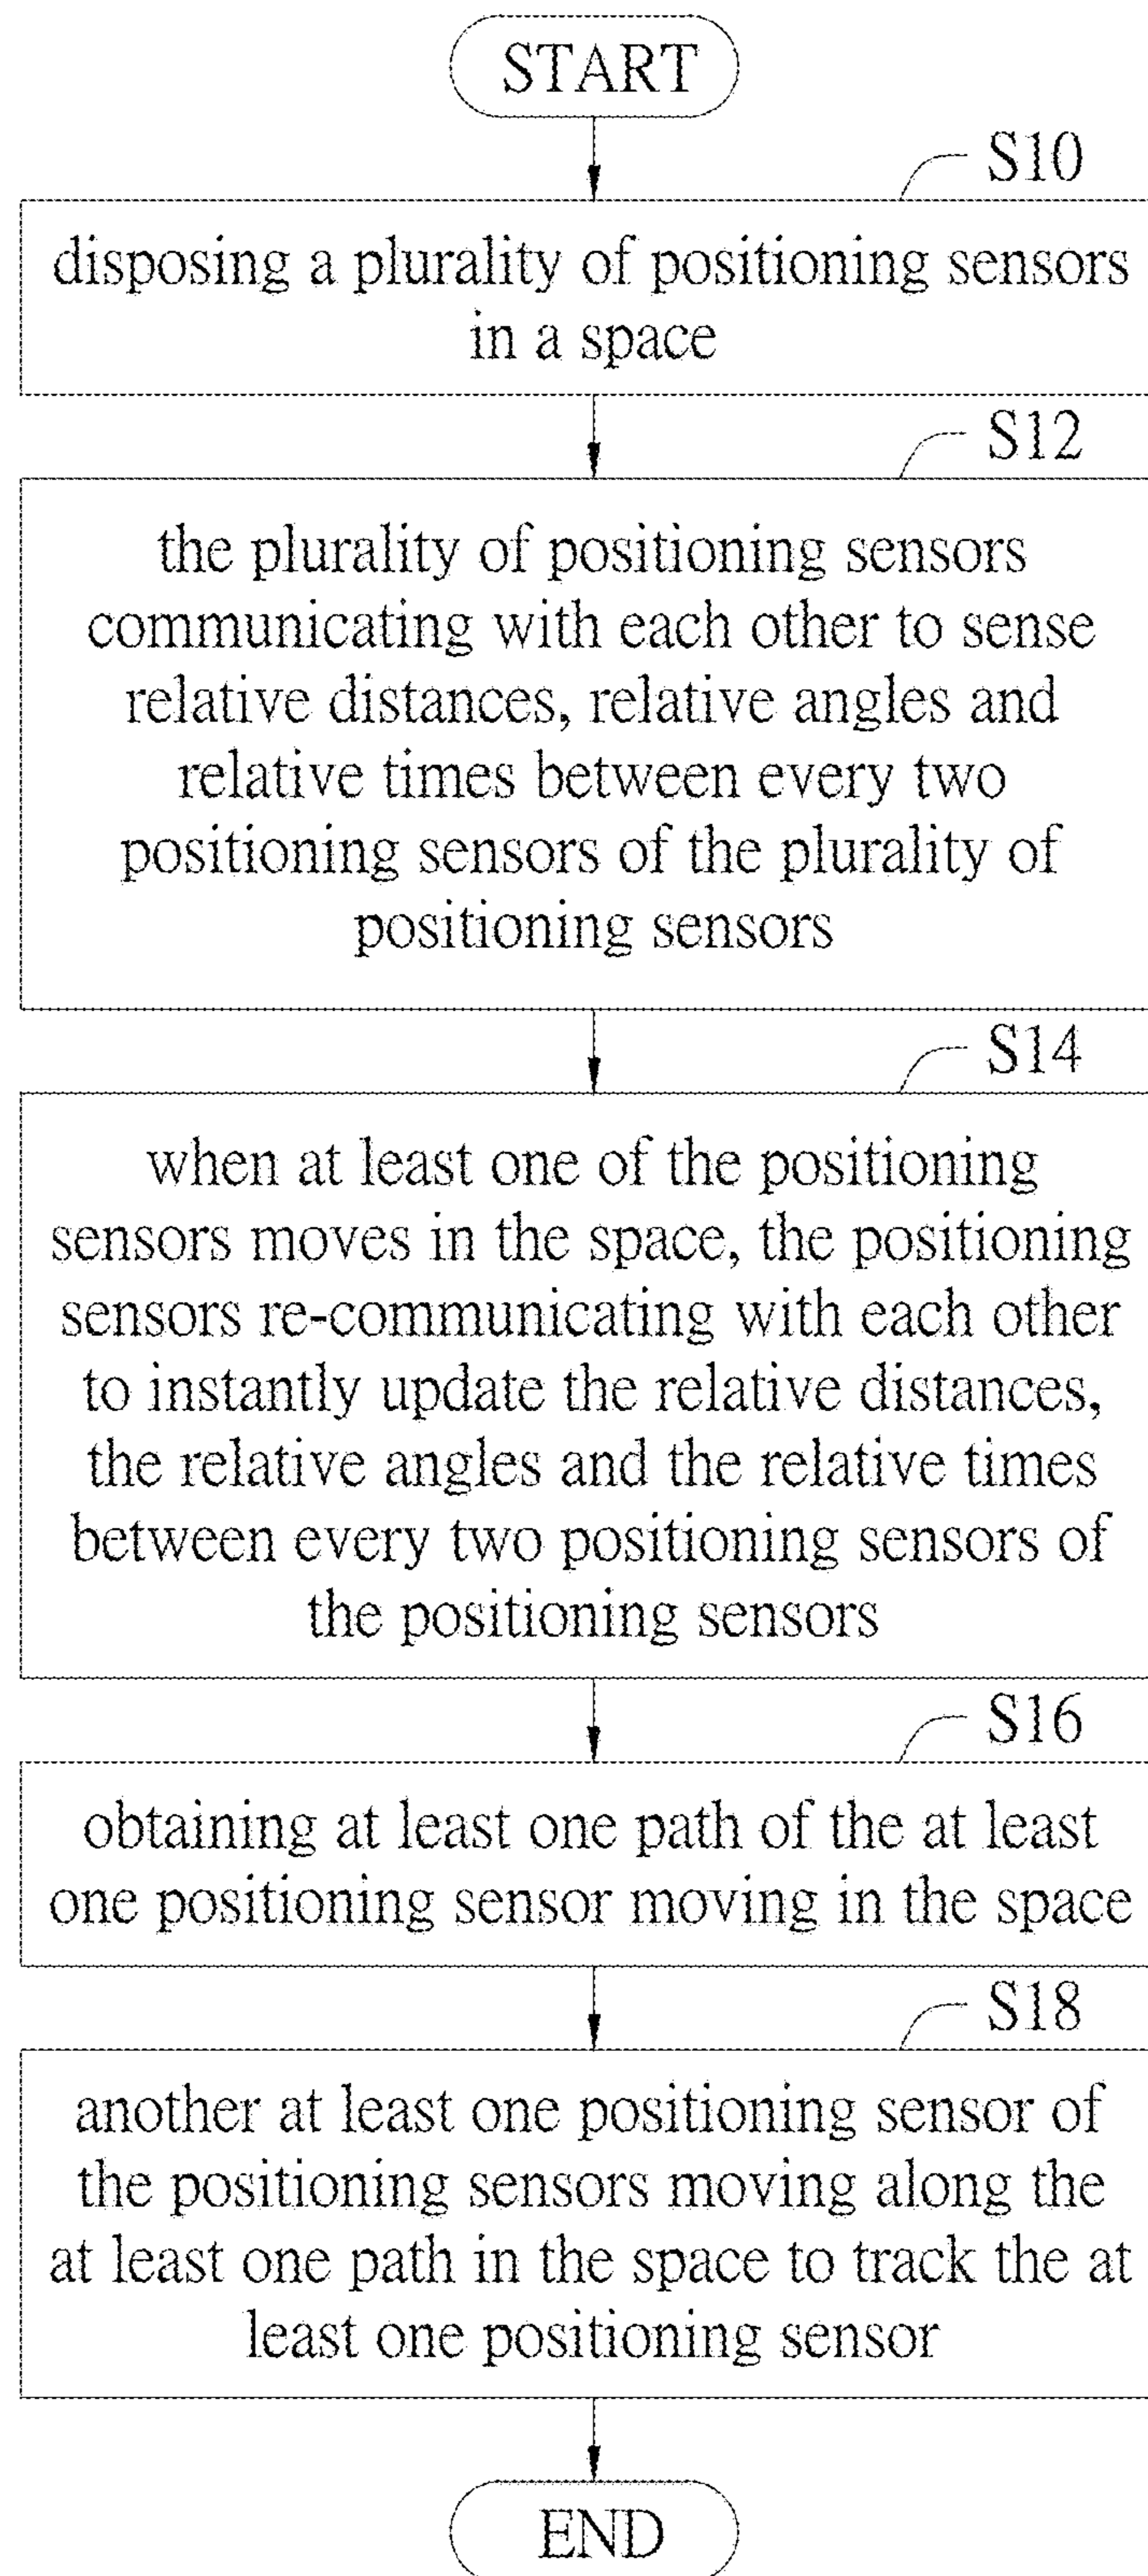 START
S10
disposing a plurality of positioning sensors
in a space
S12
the plurality of positioning sensors
communicating with each other to sense
relative distances, relative angles and
relative times between every two
positioning sensors of the plurality of
positioning sensors
S14
when at least one of the positioning
sensors moves in the space, the positioning
sensors re-communicating with each other
to instantly update the relative distances,
the relative angles and the relative times
between every two positioning sensors of
the positioning sensors
S16
obtaining at least one path of the at least
one positioning sensor moving in the space
S18
another at least one positioning sensor of
the positioning sensors moving along the
at least one path in the space to track the at
least one positioning sensor
END